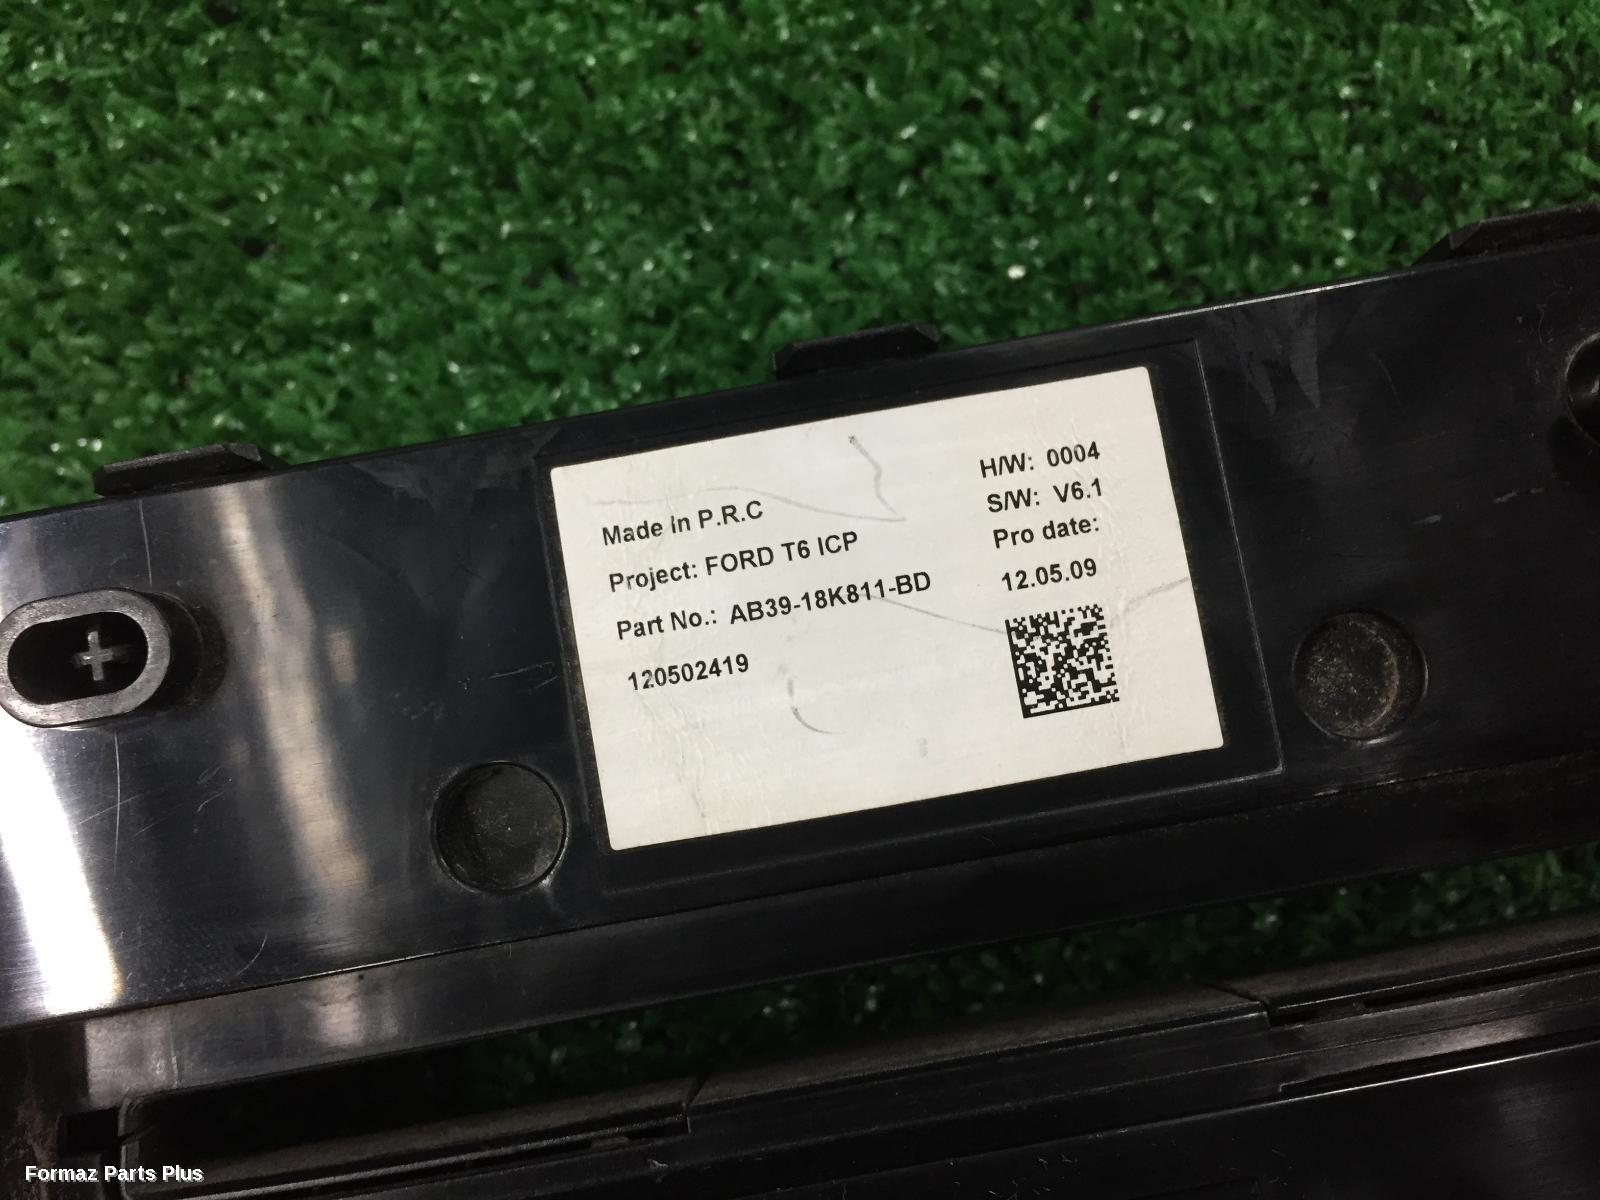 Made in P.R.C
Project: FORD T6 ICP
Part No.: AB39-18K811-BD
120502419
H/W: 0004
S/W: V6.1
Pro date:
12.05.09
Formaz Parts Plus